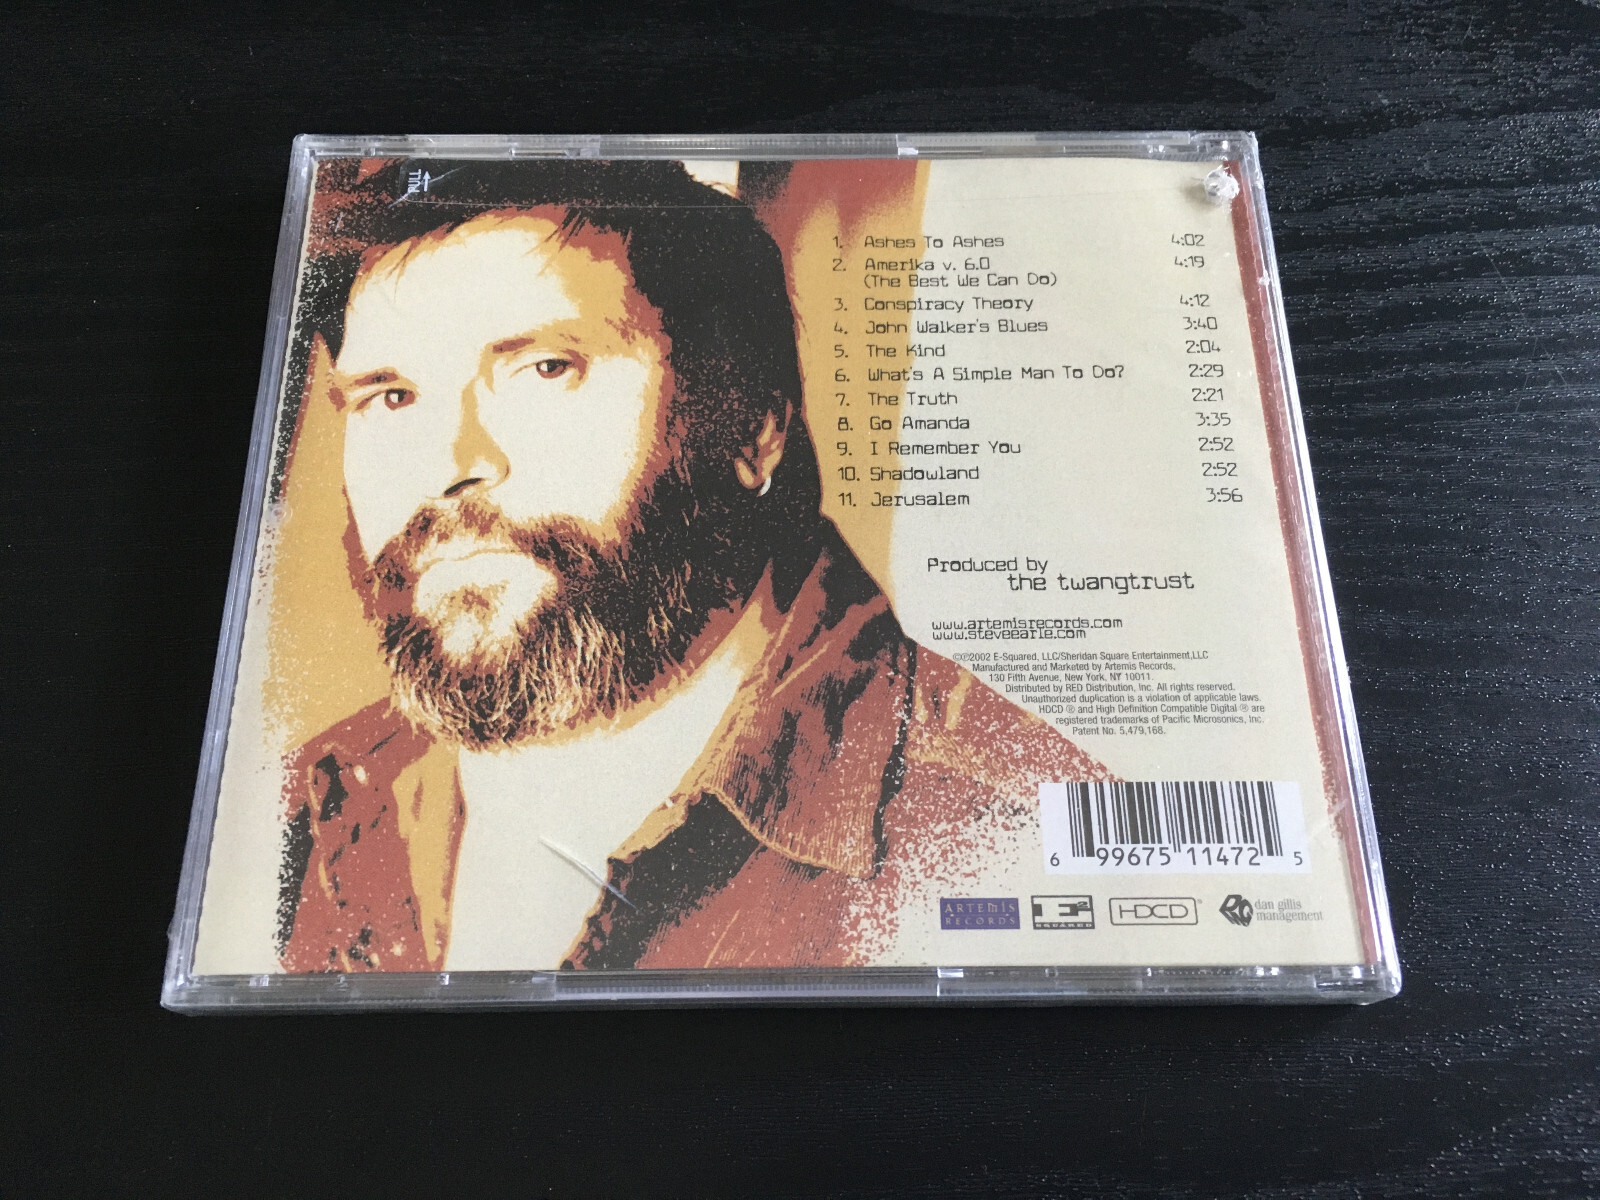 PULL
1. Ashes To Ashes 4:02
2. Amerika v. 6.0 4:19
(The Best We Can Do)
3. Conspiracy Theory 4:12
4. John Walker's Blues 3:40
5. The Kind 2:04
6. What's A Simple Man To Do? 2:29
7. The Truth 2:21
8. Go Amanda 3:35
9. I Remember You 2:52
10. Shadowland 2:52
11. Jerusalem 3:56
Produced by
the twangtrust
www.artemisrecords.com
www.steveearle.com
©℗2002 E-Squared, LLC/Sheridan Square Entertainment,LLC
Manufactured and Marketed by Artemis Records,
130 Fifth Avenue, New York, NY 10011.
Distributed by RED Distribution, Inc. All rights reserved.
Unauthorized duplication is a violation of applicable laws.
HDCD ® and High Definition Compatible Digital ® are
registered trademarks of Pacific Microsonics, Inc.
Patent No. 5,479,168.
6 99675 11472 5
ARTEMIS
RECORDS
E2
SQUARED
HDCD®
DNG
dan gillis
management